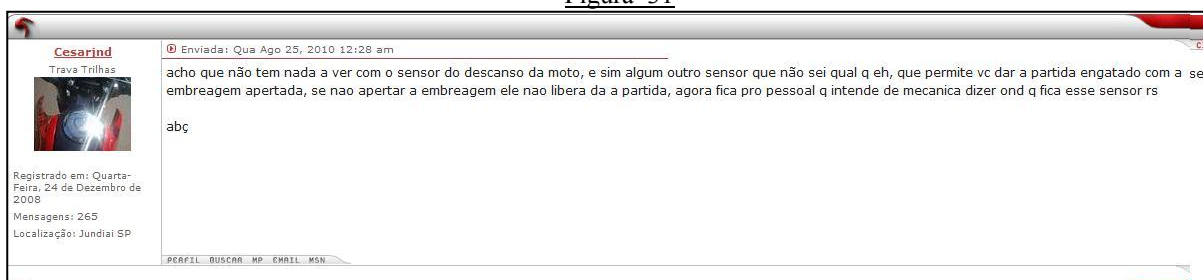 Figura 31
Cesarjnd
Trava Trilhas
Registrado em: Quarta-
Feira, 24 de Dezembro de
2008
Mensagens: 265
Localização: Jundiai SP
Enviada: Qua Ago 25, 2010 12:28 am
acho que não tem nada a ver com o sensor do descanso da moto, e sim algum outro sensor que não sei qual q eh, que permite vc dar a partida engatado com a se
embreagem apertada, se nao apertar a embreagem ele nao libera da a partida, agora fica pro pessoal q intende de mecanica dizer ond q fica esse sensor rs
abç
PERFIL BUSCAR MP EMAIL MSN